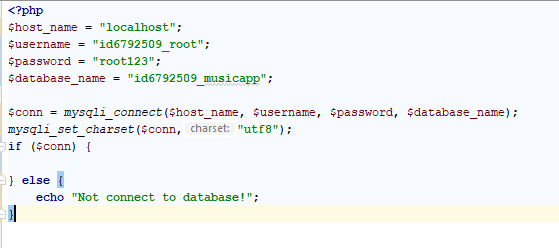 <?php
$host_name = "localhost";
$username = "id6792509_root";
$password = "root123";
$database_name = "id6792509_musicapp";
$conn = mysqli_connect($host_name, $username, $password, $database_name);
mysqli_set_charset($conn, charset: "utf8");
if ($conn) {
} else {
echo "Not connect to database!";
}